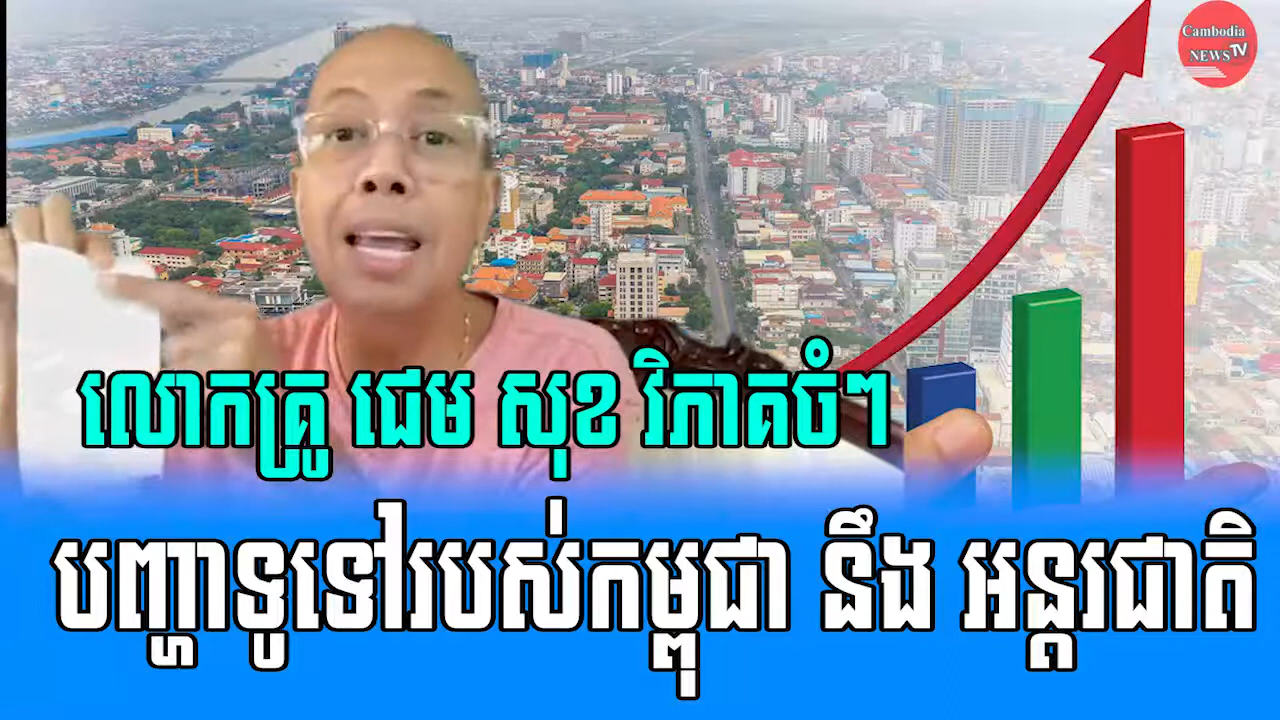 Cambodia
NEWS TV
លោកគ្រូ ជេម សុខ វិភាគចំៗ
បញ្ហាទូទៅរបស់កម្ពុជា នឹង អន្តរជាតិ